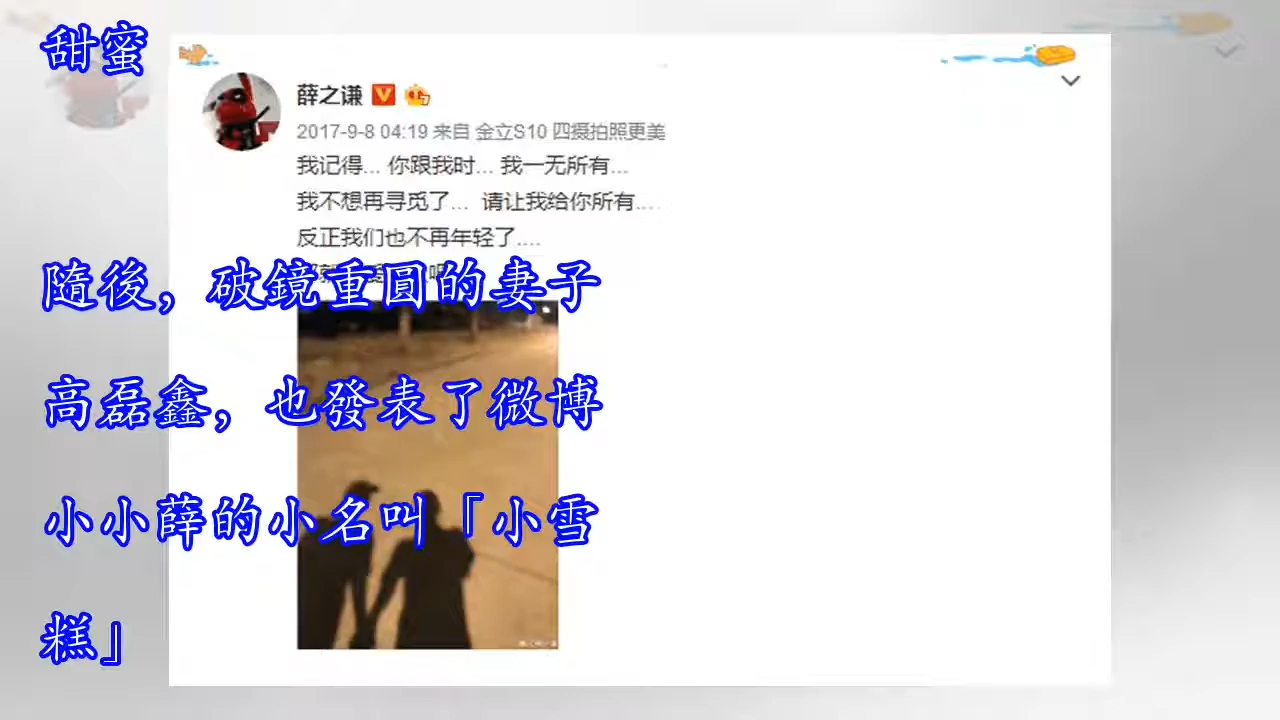 甜蜜
薛之谦
2017-9-8 04:19 来自 金立S10 四摄拍照更美
我记得... 你跟我时... 我一无所有...
我不想再寻觅了... 请让我给你所有....
反正我们也不再年轻了....
隨後，破鏡重圓的妻子
高磊鑫，也發表了微博
小小薛的小名叫「小雪
糕」